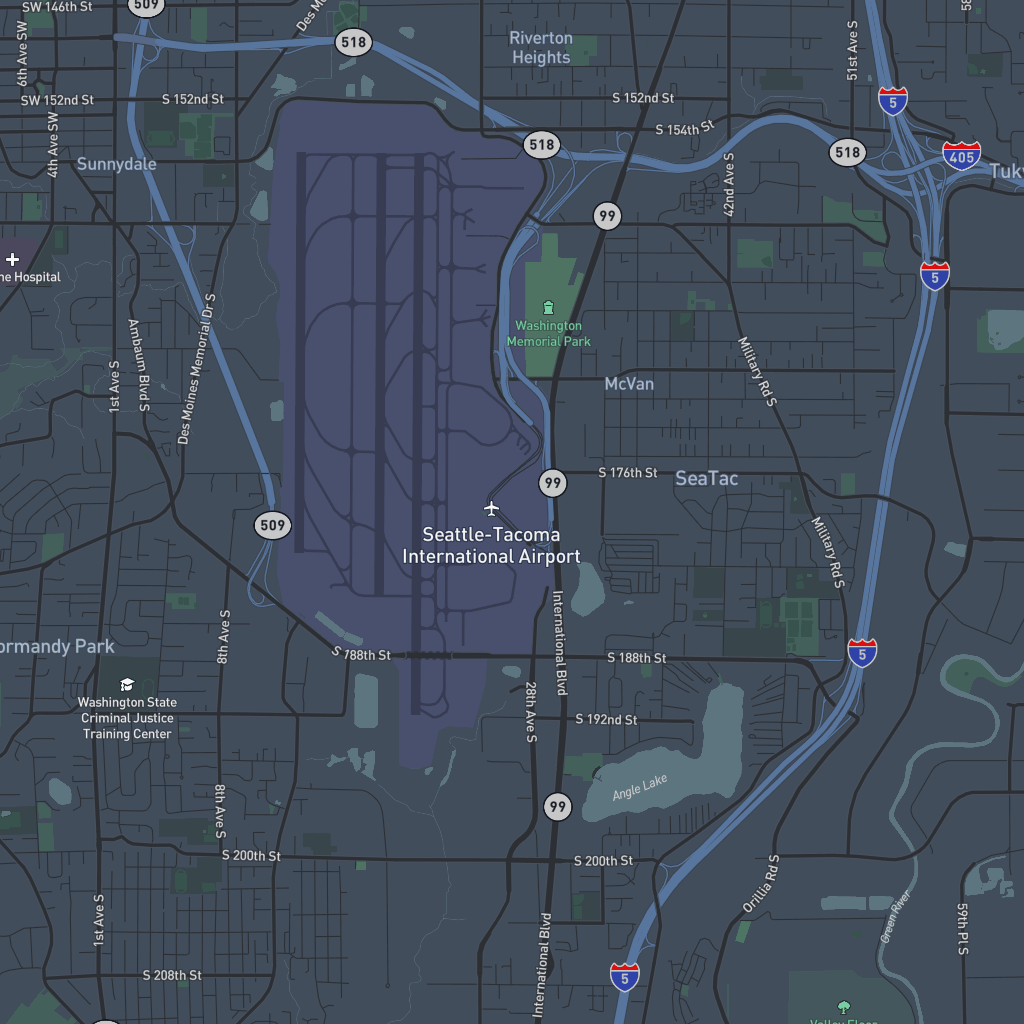 SW 146th St
509
Des M
518
Riverton
Heights
51st Ave S
6th Ave SW
SW 152nd St
S 152nd St
S 152nd St
5
S 154th St
4th Ave SW
Sunnydale
518
518
405
Tukw
42nd Ave S
99
ne Hospital
5
Washington
Memorial Park
Des Moines Memorial Dr S
Ambaum Blvd S
1st Ave S
Military Rd S
McVan
S 176th St
SeaTac
99
509
Seattle-Tacoma
International Airport
Military Rd S
8th Ave S
International Blvd
ormandy Park
S 788th St
S 188th St
5
Washington State
Criminal Justice
Training Center
28th Ave S
S 192nd St
Angle Lake
99
8th Ave S
S 200th St
S 200th St
Orillia Rd S
Green River
1st Ave S
59th Pl S
International Blvd
S 208th St
5
Valley Floor